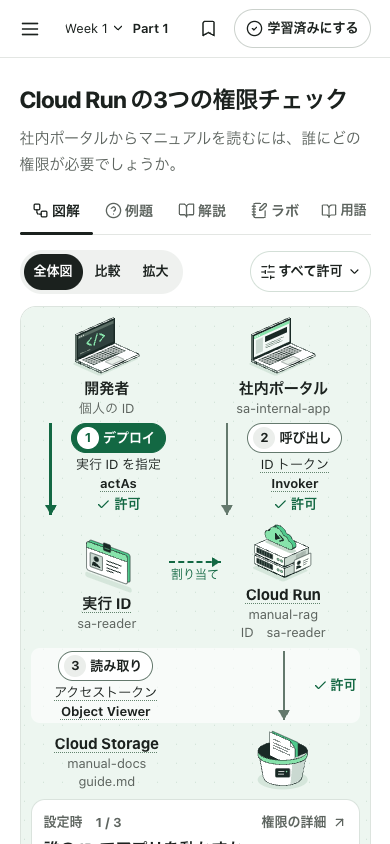 Week 1 Part 1 学習済みにする
Cloud Run の3つの権限チェック
社内ポータルからマニュアルを読むには、誰にどの
権限が必要でしょうか。
図解 例題 解説 ラボ 用語
全体図 比較 拡大 すべて許可
</>
開発者 社内ポータル
個人の ID sa-internal-app
1 デプロイ 2 呼び出し
実行 ID を指定 ID トークン
actAs Invoker
許可 許可
割り当て
実行 ID Cloud Run
sa-reader manual-rag
ID sa-reader
3 読み取り
アクセストークン 許可
Object Viewer
Cloud Storage
manual-docs
guide.md
設定時 1 / 3 権限の詳細